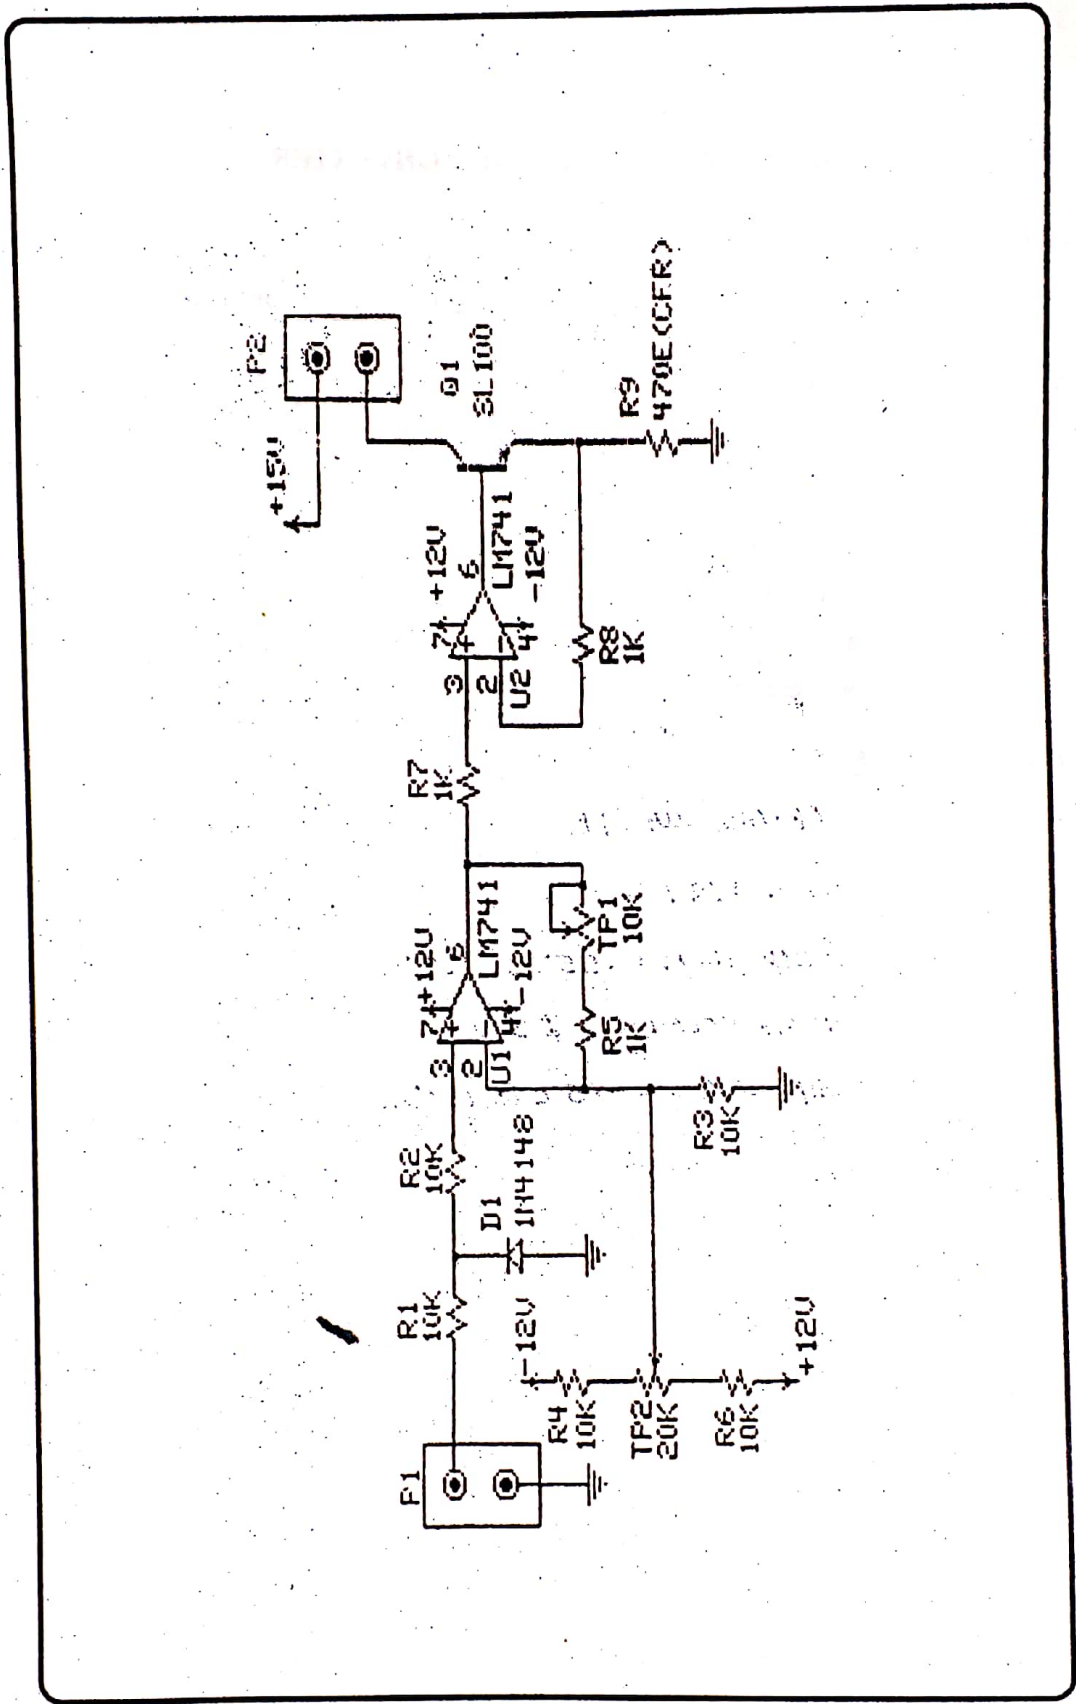 P1
R1
10K
D1
1N4148
R2
10K
3
2
U1
7
+12V
6
LM741
4
-12V
R5
1K
TP1
10K
R3
10K
-12V
R4
10K
TP2
20K
R6
10K
+12V
R7
1K
3
2
U2
7
+12V
6
LM741
4
-12V
R8
1K
+15V
P2
Q1
SL100
R9
470E(CFR)